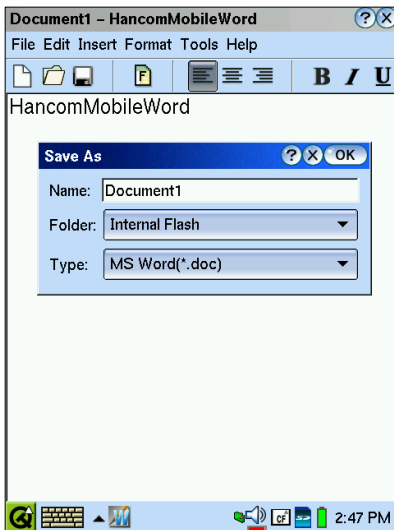 Document1 – HancomMobileWord ? X
File Edit Insert Format Tools Help
F B I U
HancomMobileWord
Save As ? X OK
Name: Document1
Folder: Internal Flash
Type: MS Word(*.doc)
CF 2:47 PM